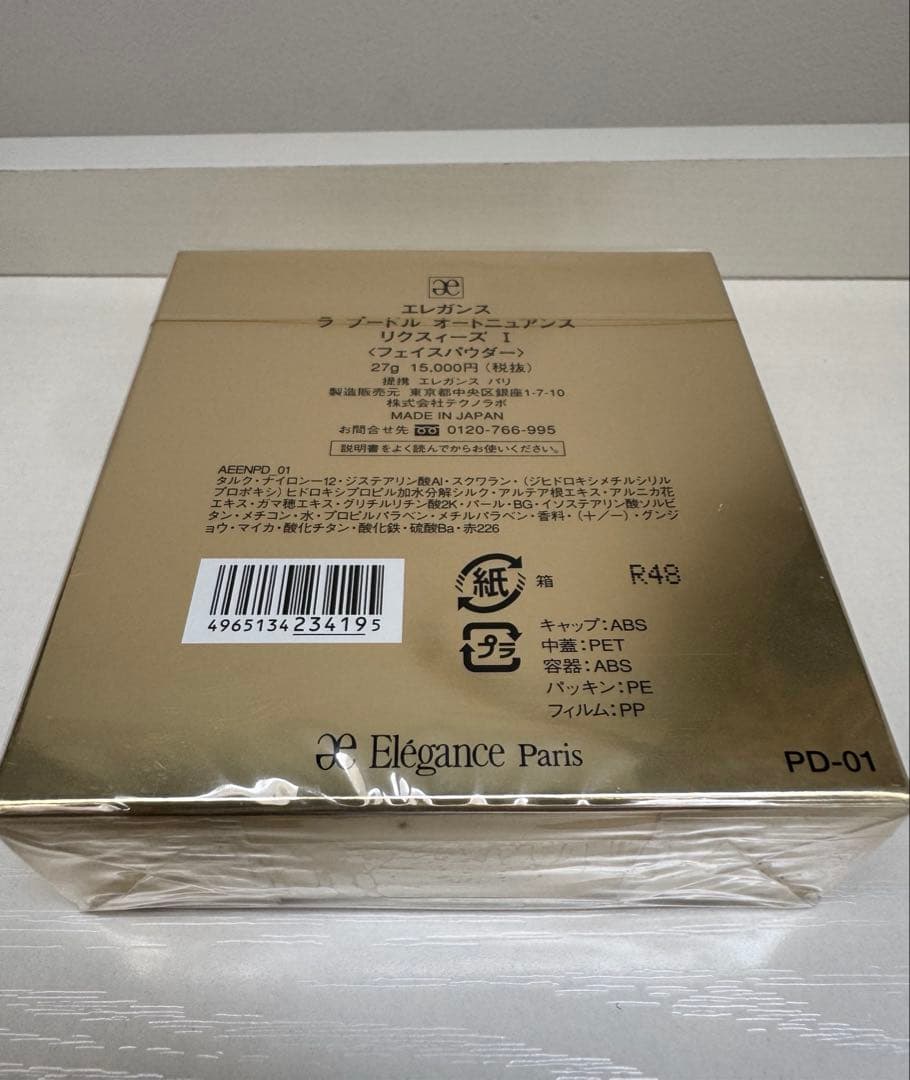 æ
エレガンス
ラ プードル オートニュアンス
リクスィーズ I
〈フェイスパウダー〉
27g 15,000円(税抜)
提携 エレガンス パリ
製造販売元 東京都中央区銀座1-7-10
株式会社テクノラボ
MADE IN JAPAN
お問合せ先 0120-766-995
説明書をよく読んでからお使いください。
AEENPD_01
タルク・ナイロンー12・ジステアリン酸Al・スクワラン・(ジヒドロキシメチルシリル
プロポキシ)ヒドロキシプロピル加水分解シルク・アルテア根エキス・アルニカ花
エキス・ガマ穂エキス・グリチルリチン酸2K・パール・BG・イソステアリン酸ソルビ
タン・メチコン・水・プロピルパラベン・メチルパラベン・香料・(+/-)・グンジ
ョウ・マイカ・酸化チタン・酸化鉄・硫酸Ba・赤226
4965134234195
紙 箱 R48
プラ
キャップ:ABS
中蓋:PET
容器:ABS
パッキン:PE
フィルム:PP
æ Elégance Paris
PD-01